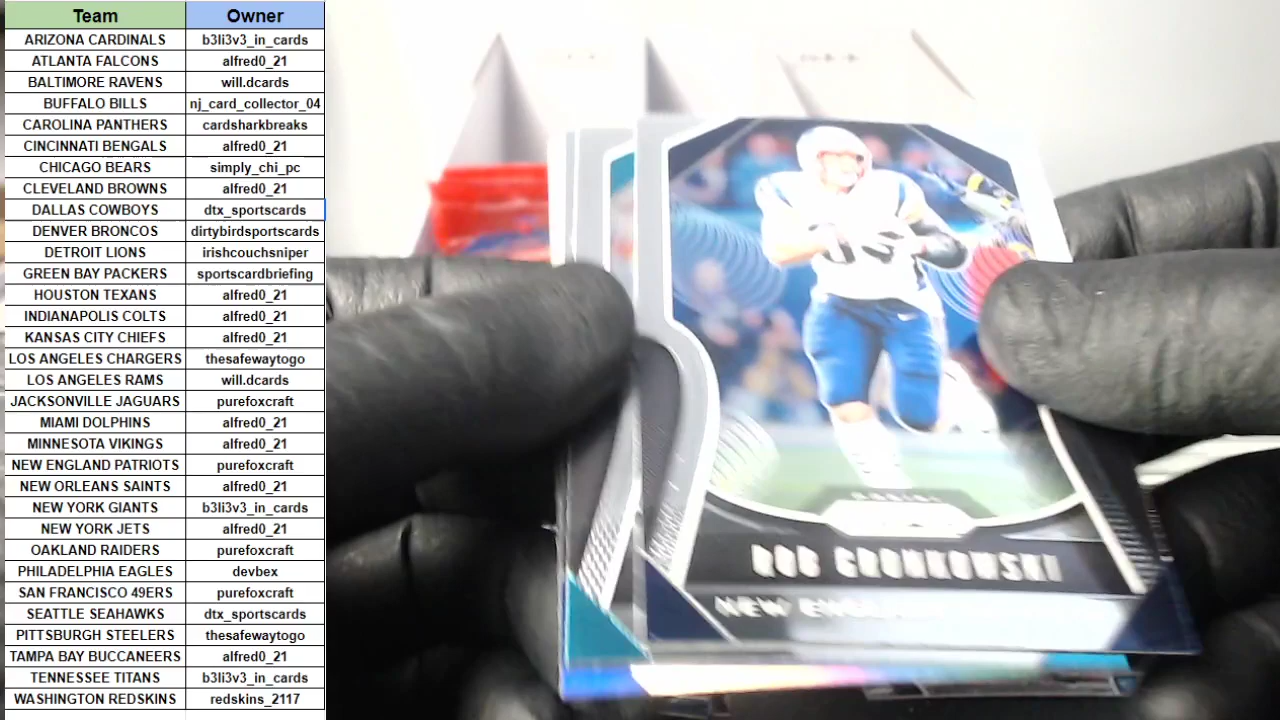 Team Owner
ARIZONA CARDINALS b3li3v3_in_cards
ATLANTA FALCONS alfred0_21
BALTIMORE RAVENS will.dcards
BUFFALO BILLS nj_card_collector_04
CAROLINA PANTHERS cardsharkbreaks
CINCINNATI BENGALS alfred0_21
CHICAGO BEARS simply_chi_pc
CLEVELAND BROWNS alfred0_21
DALLAS COWBOYS dtx_sportscards
DENVER BRONCOS dirtybirdsportscards
DETROIT LIONS irishcouchsniper
GREEN BAY PACKERS sportscardbriefing
HOUSTON TEXANS alfred0_21
INDIANAPOLIS COLTS alfred0_21
KANSAS CITY CHIEFS alfred0_21
LOS ANGELES CHARGERS thesafewaytogo
LOS ANGELES RAMS will.dcards
JACKSONVILLE JAGUARS purefoxcraft
MIAMI DOLPHINS alfred0_21
MINNESOTA VIKINGS alfred0_21
NEW ENGLAND PATRIOTS purefoxcraft
NEW ORLEANS SAINTS alfred0_21
NEW YORK GIANTS b3li3v3_in_cards
NEW YORK JETS alfred0_21
OAKLAND RAIDERS purefoxcraft
PHILADELPHIA EAGLES devbex
SAN FRANCISCO 49ERS purefoxcraft
SEATTLE SEAHAWKS dtx_sportscards
PITTSBURGH STEELERS thesafewaytogo
TAMPA BAY BUCCANEERS alfred0_21
TENNESSEE TITANS b3li3v3_in_cards
WASHINGTON REDSKINS redskins_2117
ROB GRONKOWSKI
NEW